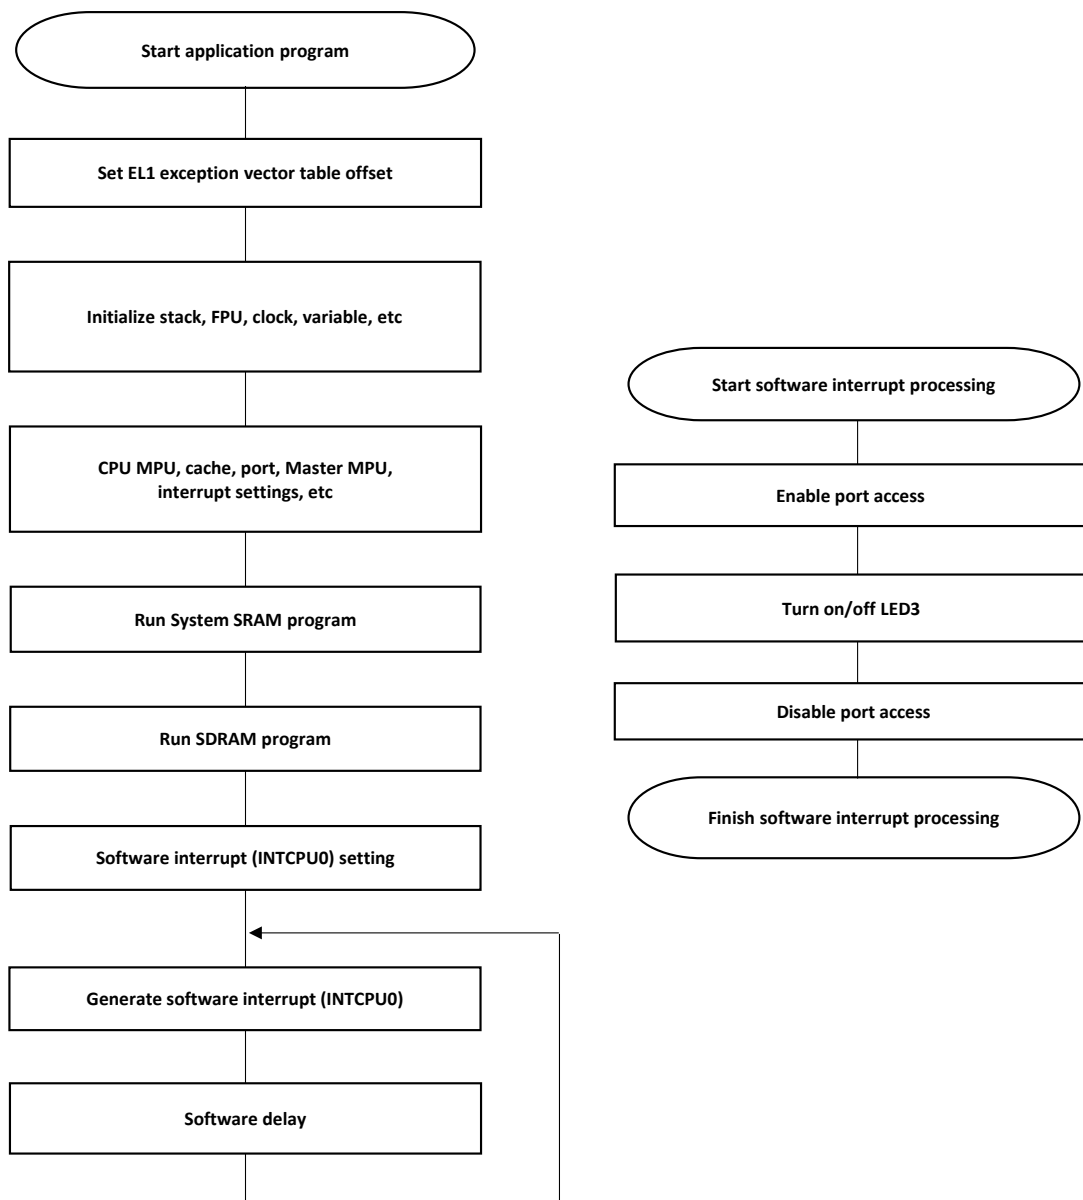 Start application program
Set EL1 exception vector table offset
Initialize stack, FPU, clock, variable, etc
CPU MPU, cache, port, Master MPU,
interrupt settings, etc
Run System SRAM program
Run SDRAM program
Software interrupt (INTCPU0) setting
Generate software interrupt (INTCPU0)
Software delay
Start software interrupt processing
Enable port access
Turn on/off LED3
Disable port access
Finish software interrupt processing